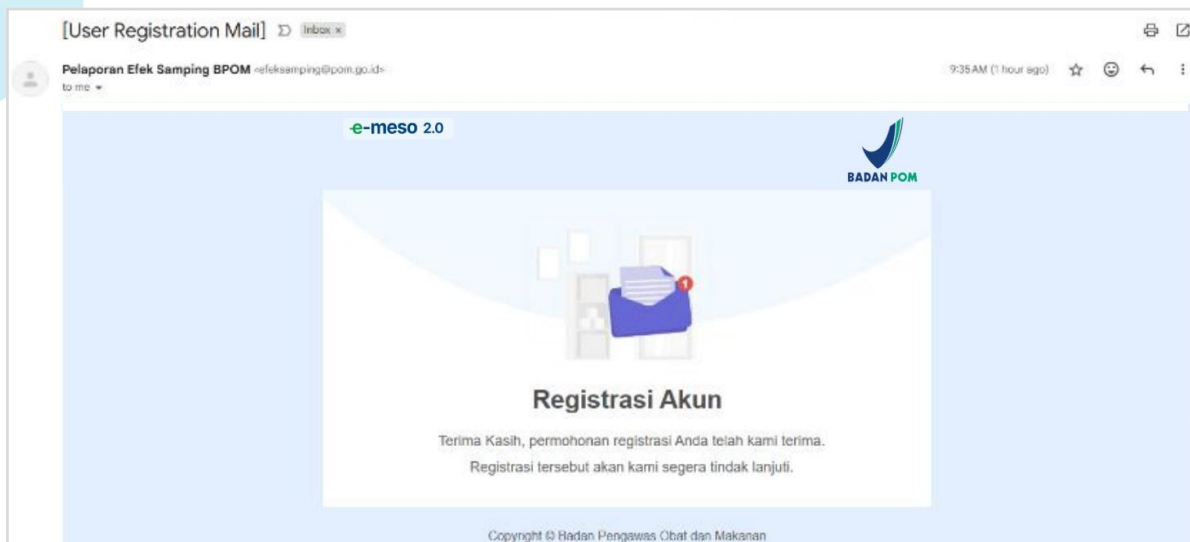 [User Registration Mail] Inbox x
Pelaporan Efek Samping BPOM <efeksamping@pom.go.id>
9:35 AM (1 hour ago)
to me
e-meso 2.0
BADAN POM
1
Registrasi Akun
Terima Kasih, permohonan registrasi Anda telah kami terima.
Registrasi tersebut akan kami segera tindak lanjuti.
Copyright © Badan Pengawas Obat dan Makanan